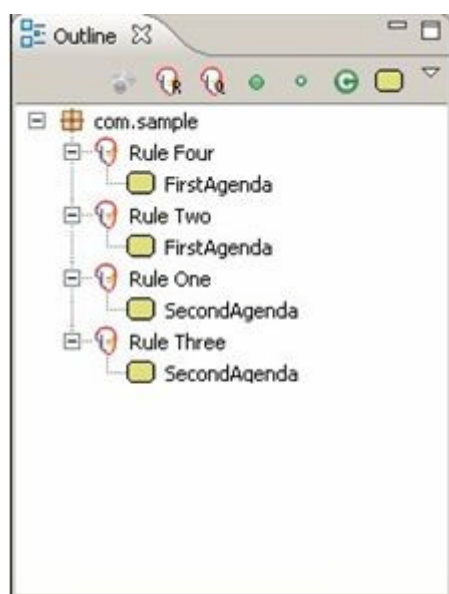 Outline
R Q C
com.sample
Rule Four
FirstAgenda
Rule Two
FirstAgenda
Rule One
SecondAgenda
Rule Three
SecondAgenda